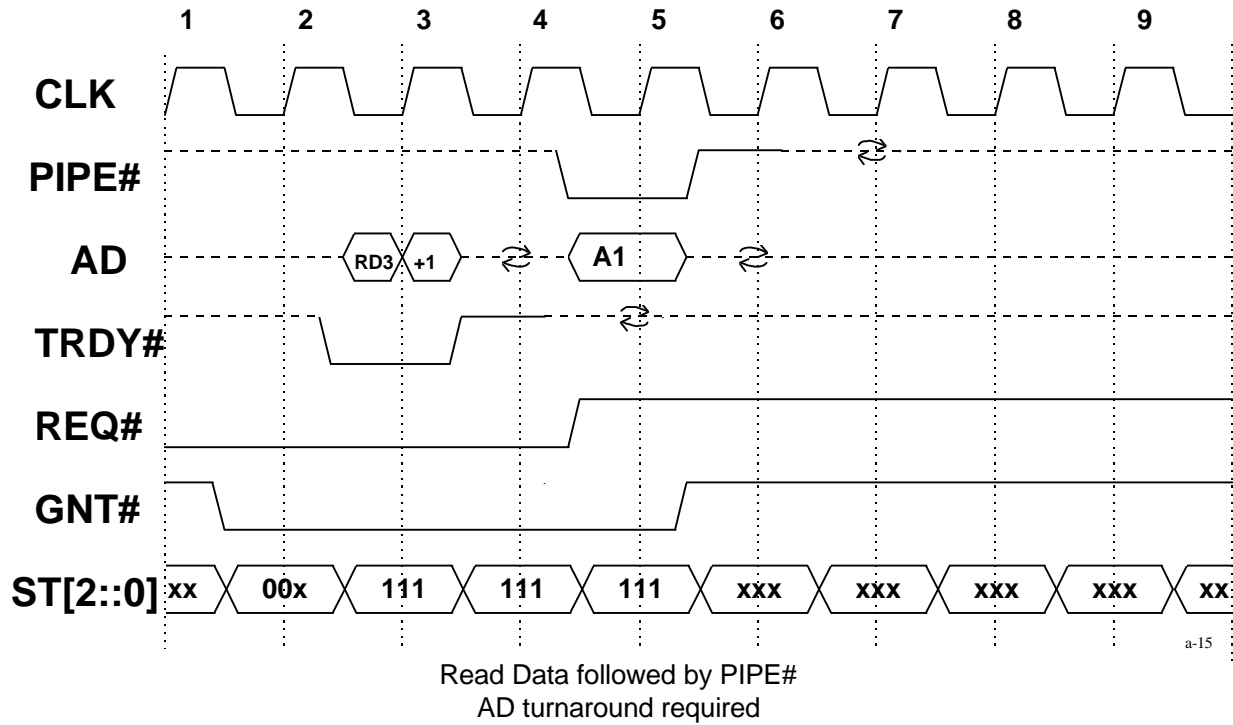 1 2 3 4 5 6 7 8 9
CLK
PIPE#
AD RD3 +1 A1
TRDY#
REQ#
GNT#
ST[2::0] xx 00x 111 111 111 xxx xxx xxx xxx xx
a-15
Read Data followed by PIPE#
AD turnaround required